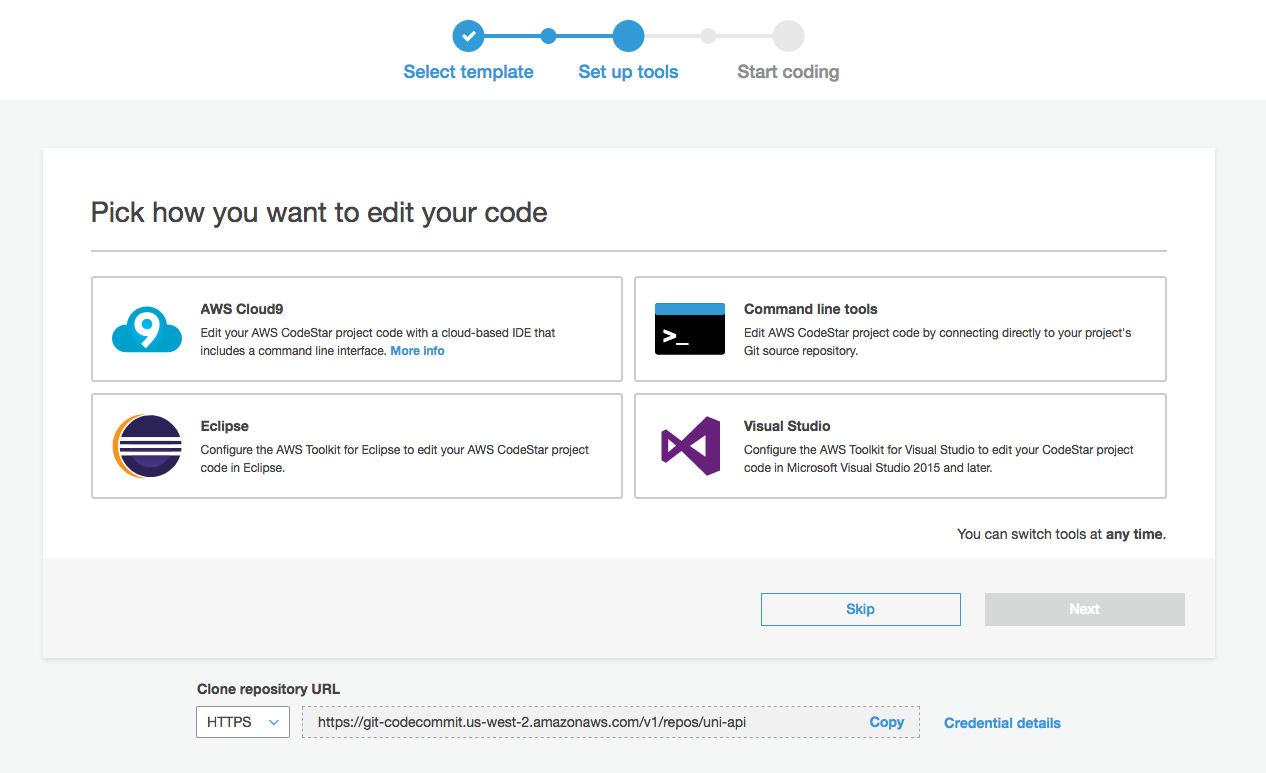 Select template
Set up tools
Start coding
Pick how you want to edit your code
9
AWS Cloud9
Edit your AWS CodeStar project code with a cloud-based IDE that
includes a command line interface. More info
>_
Command line tools
Edit AWS CodeStar project code by connecting directly to your project's
Git source repository.
Eclipse
Configure the AWS Toolkit for Eclipse to edit your AWS CodeStar project
code in Eclipse.
Visual Studio
Configure the AWS Toolkit for Visual Studio to edit your CodeStar project
code in Microsoft Visual Studio 2015 and later.
You can switch tools at any time.
Skip
Next
Clone repository URL
HTTPS
https://git-codecommit.us-west-2.amazonaws.com/v1/repos/uni-api
Copy
Credential details